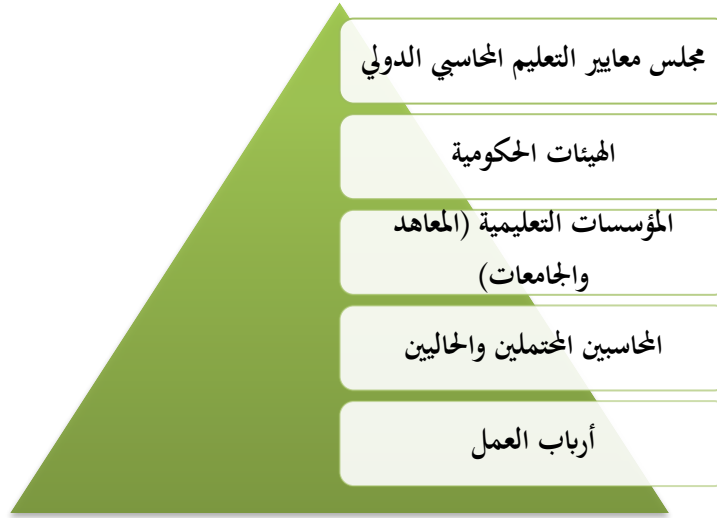 مجلس معايير التعليم المحاسبي الدولي
الهيئات الحكومية
المؤسسات التعليمية (المعاهد
والجامعات)
المحاسبين المحتملين والحاليين
أرباب العمل